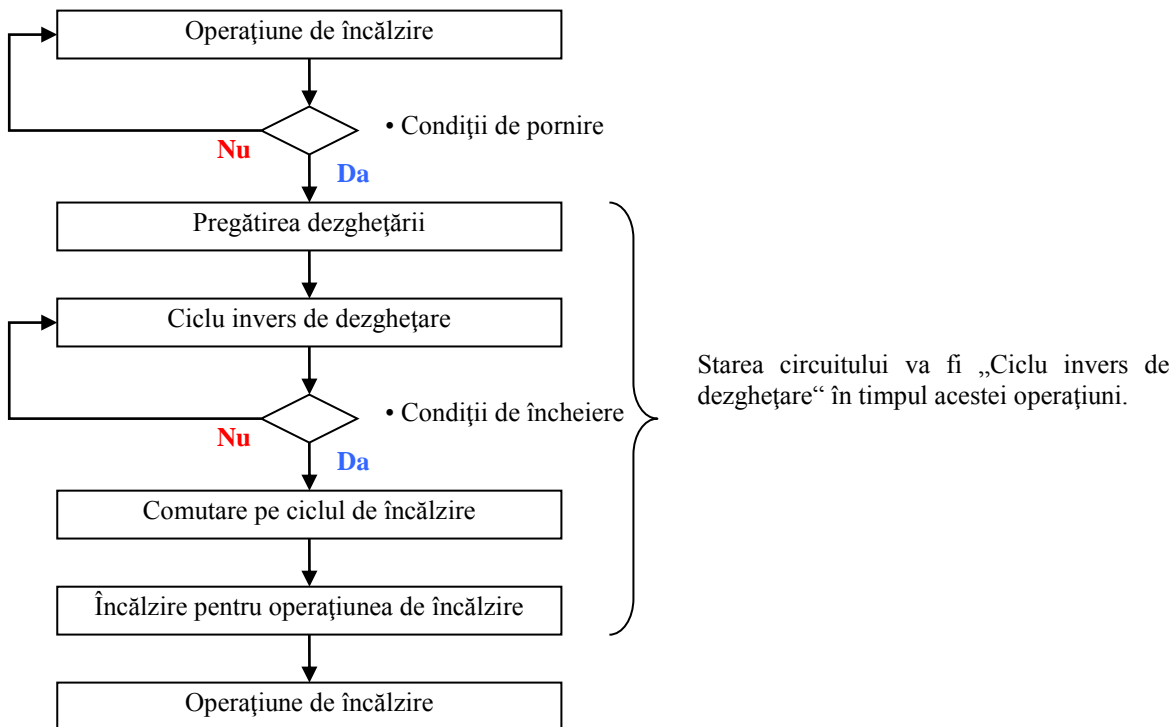 Operaţiune de încălzire
• Condiţii de pornire
Nu
Da
Pregătirea dezgheţării
Ciclu invers de dezgheţare
Starea circuitului va fi „Ciclu invers de
dezgheţare“ în timpul acestei operaţiuni.
• Condiţii de încheiere
Nu
Da
Comutare pe ciclul de încălzire
Încălzire pentru operaţiunea de încălzire
Operaţiune de încălzire